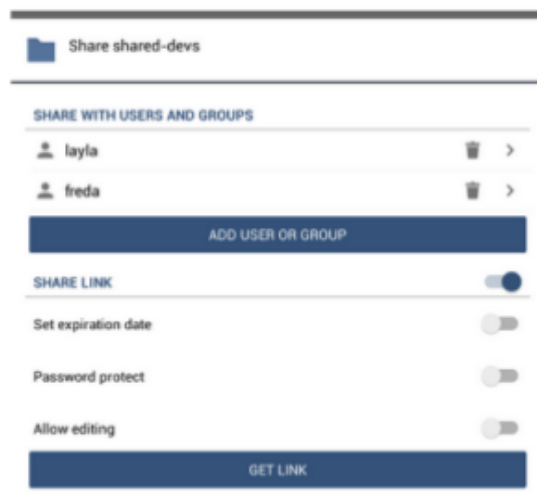 Share shared-devs
SHARE WITH USERS AND GROUPS
layla
freda
ADD USER OR GROUP
SHARE LINK
Set expiration date
Password protect
Allow editing
GET LINK